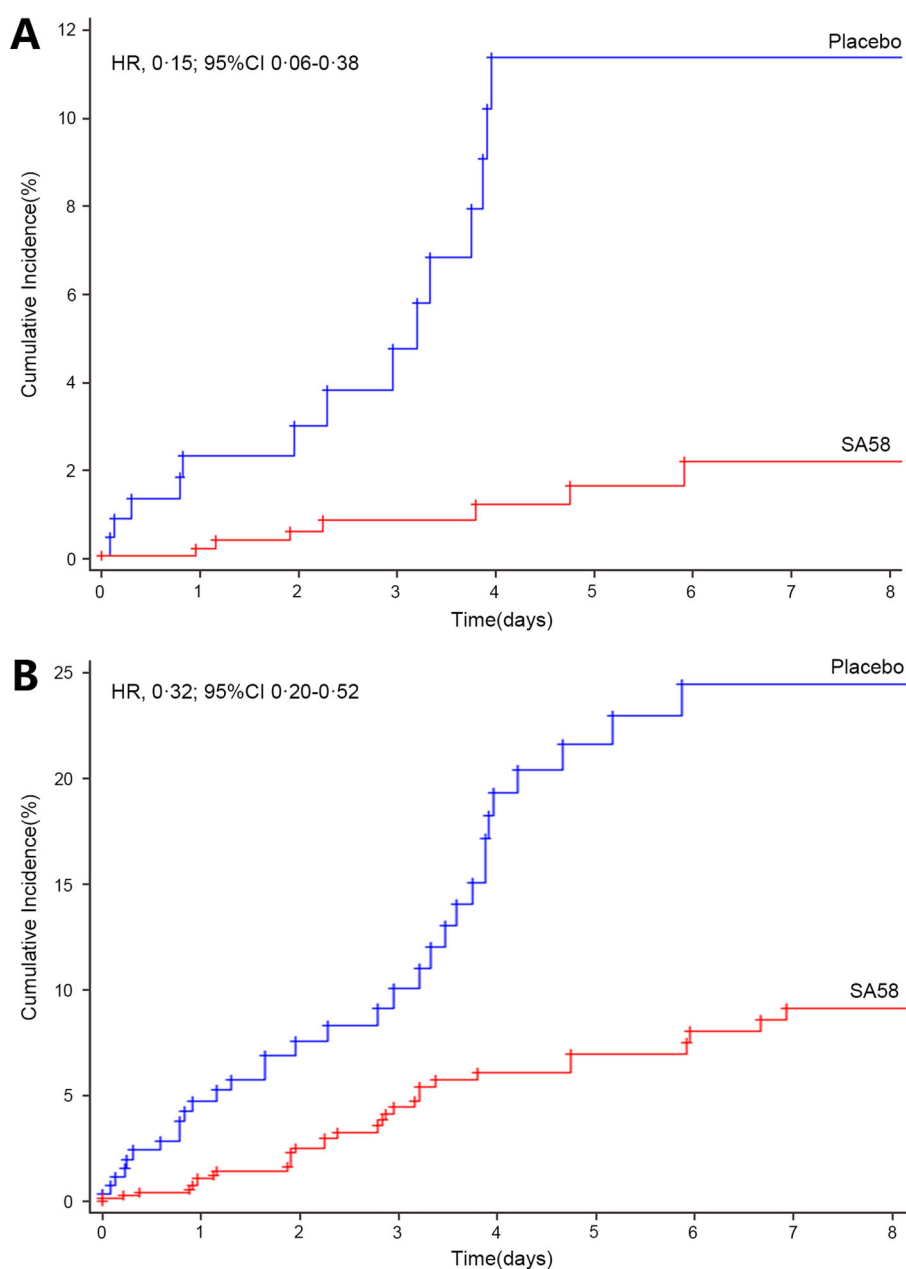 A
HR, 0·15; 95%CI 0·06-0·38
Placebo
SA58
Cumulative Incidence(%)
12
10
8
6
4
2
0
0 1 2 3 4 5 6 7 8
Time(days)
B
HR, 0·32; 95%CI 0·20-0·52
Placebo
SA58
Cumulative Incidence(%)
25
20
15
10
5
0
0 1 2 3 4 5 6 7 8
Time(days)